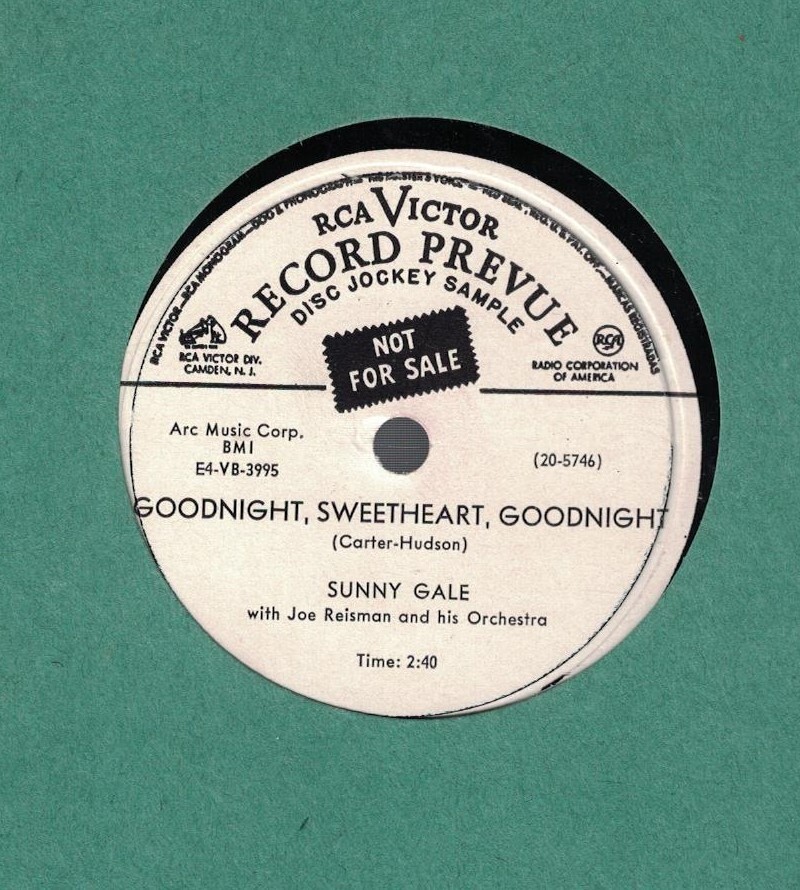 RCA VICTOR
RECORD PREVUE
DISC JOCKEY SAMPLE
NOT
FOR SALE
RCA VICTOR DIV.
CAMDEN, N. J.
RCA
RADIO CORPORATION
OF AMERICA
Arc Music Corp.
BMI
E4-VB-3995
(20-5746)
GOODNIGHT, SWEETHEART, GOODNIGHT
(Carter-Hudson)
SUNNY GALE
with Joe Reisman and his Orchestra
Time: 2:40